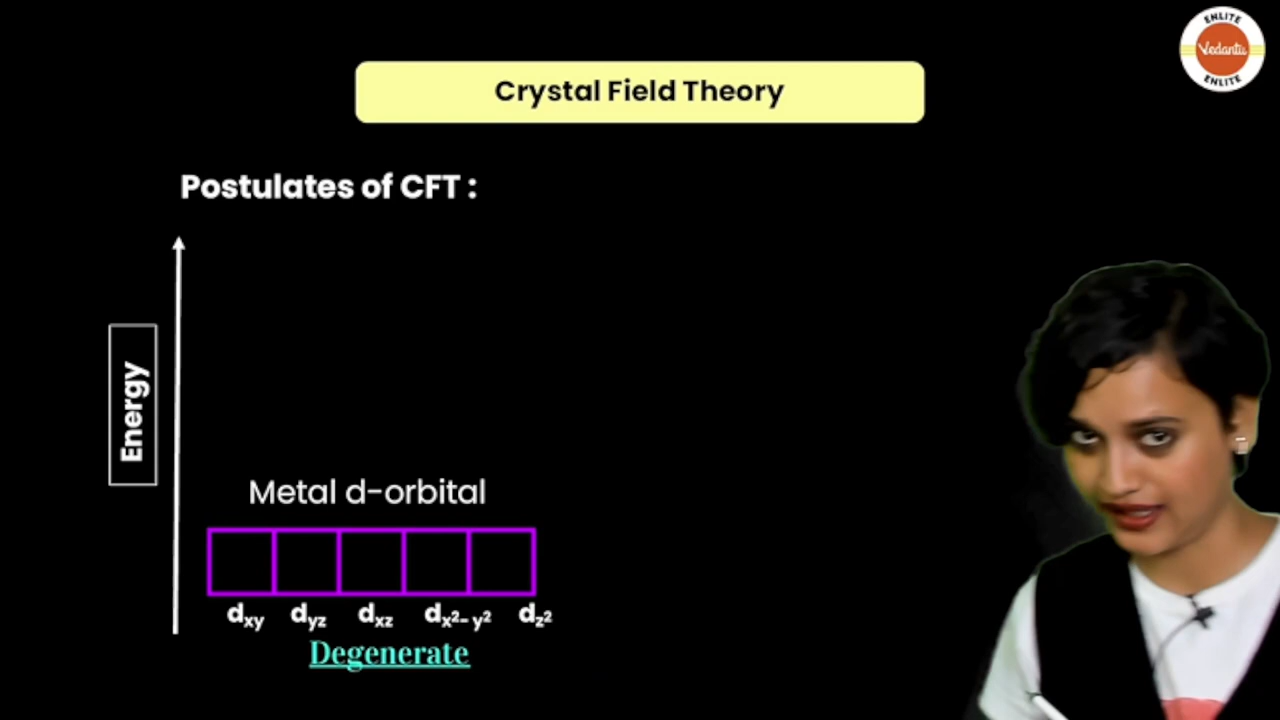 ENLITE
Vedantu
ENLITE
Crystal Field Theory
Postulates of CFT :
Energy
Metal d-orbital
dxy dyz dxz dx²-y² dz²
Degenerate